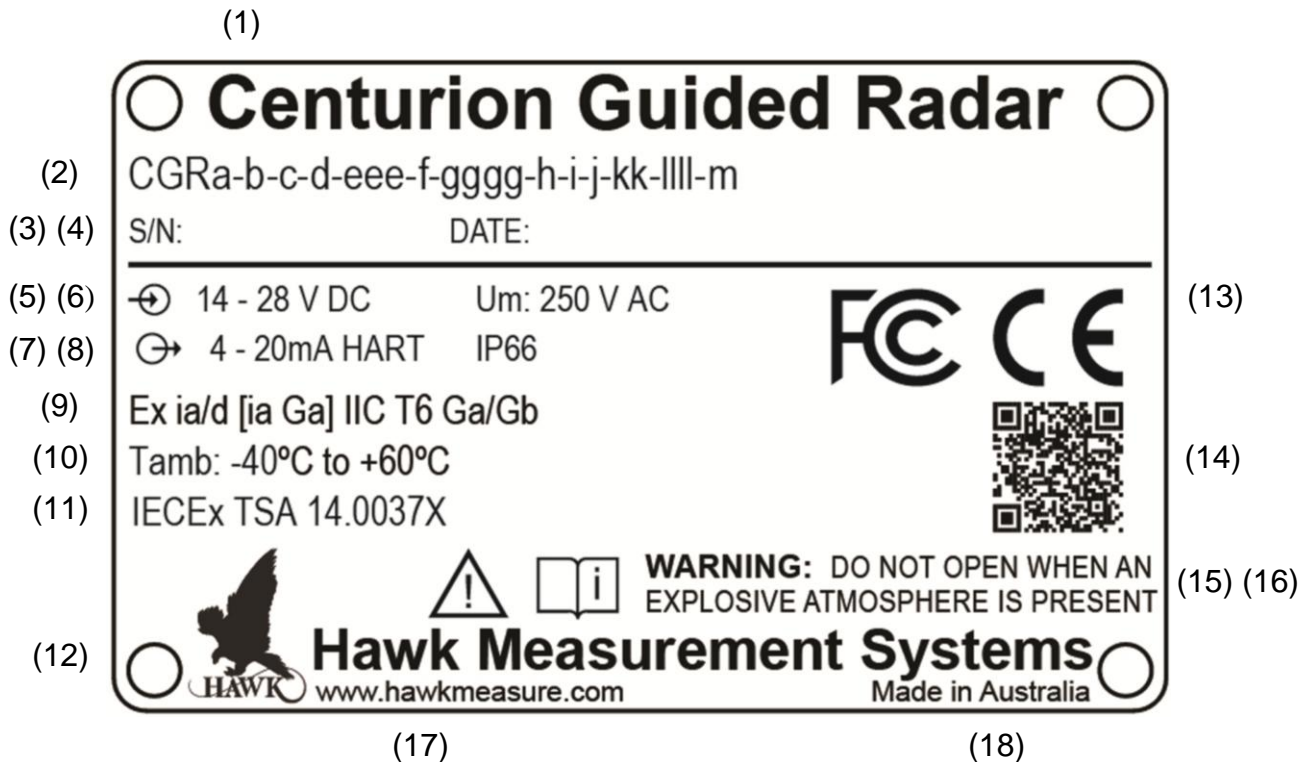 (1)
Centurion Guided Radar
(2) CGRa-b-c-d-eee-f-gggg-h-i-j-kk-llll-m
(3) (4) S/N: DATE:
(5) (6) 14 - 28 V DC Um: 250 V AC FC CE (13)
(7) (8) 4 - 20mA HART IP66
(9) Ex ia/d [ia Ga] IIC T6 Ga/Gb
(10) Tamb: -40ºC to +60ºC (14)
(11) IECEx TSA 14.0037X
! i WARNING: DO NOT OPEN WHEN AN
EXPLOSIVE ATMOSPHERE IS PRESENT (15) (16)
(12) HAWK Hawk Measurement Systems
www.hawkmeasure.com Made in Australia
(17) (18)